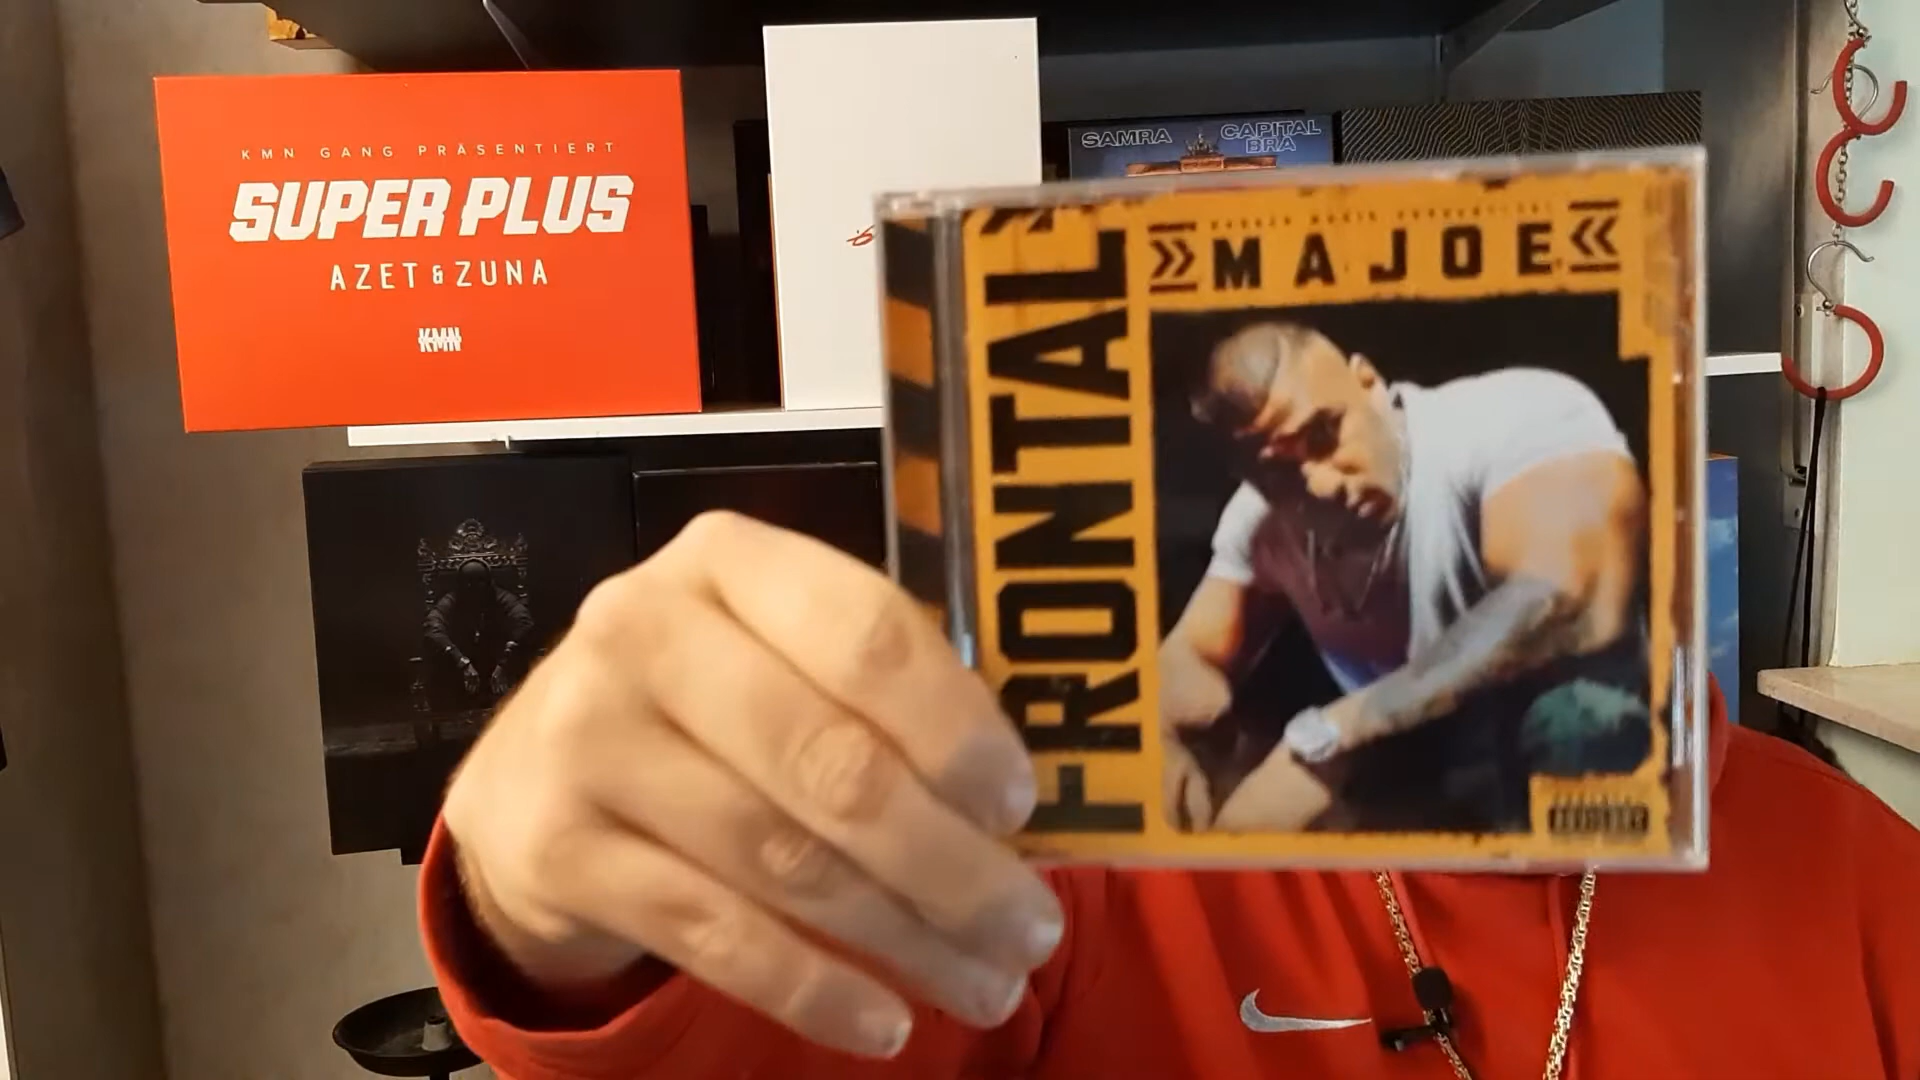 KMN GANG PRÄSENTIERT
SUPER PLUS
AZET & ZUNA
KMN
SAMRA
CAPITAL
BRA
MAJOE
FRONTAL